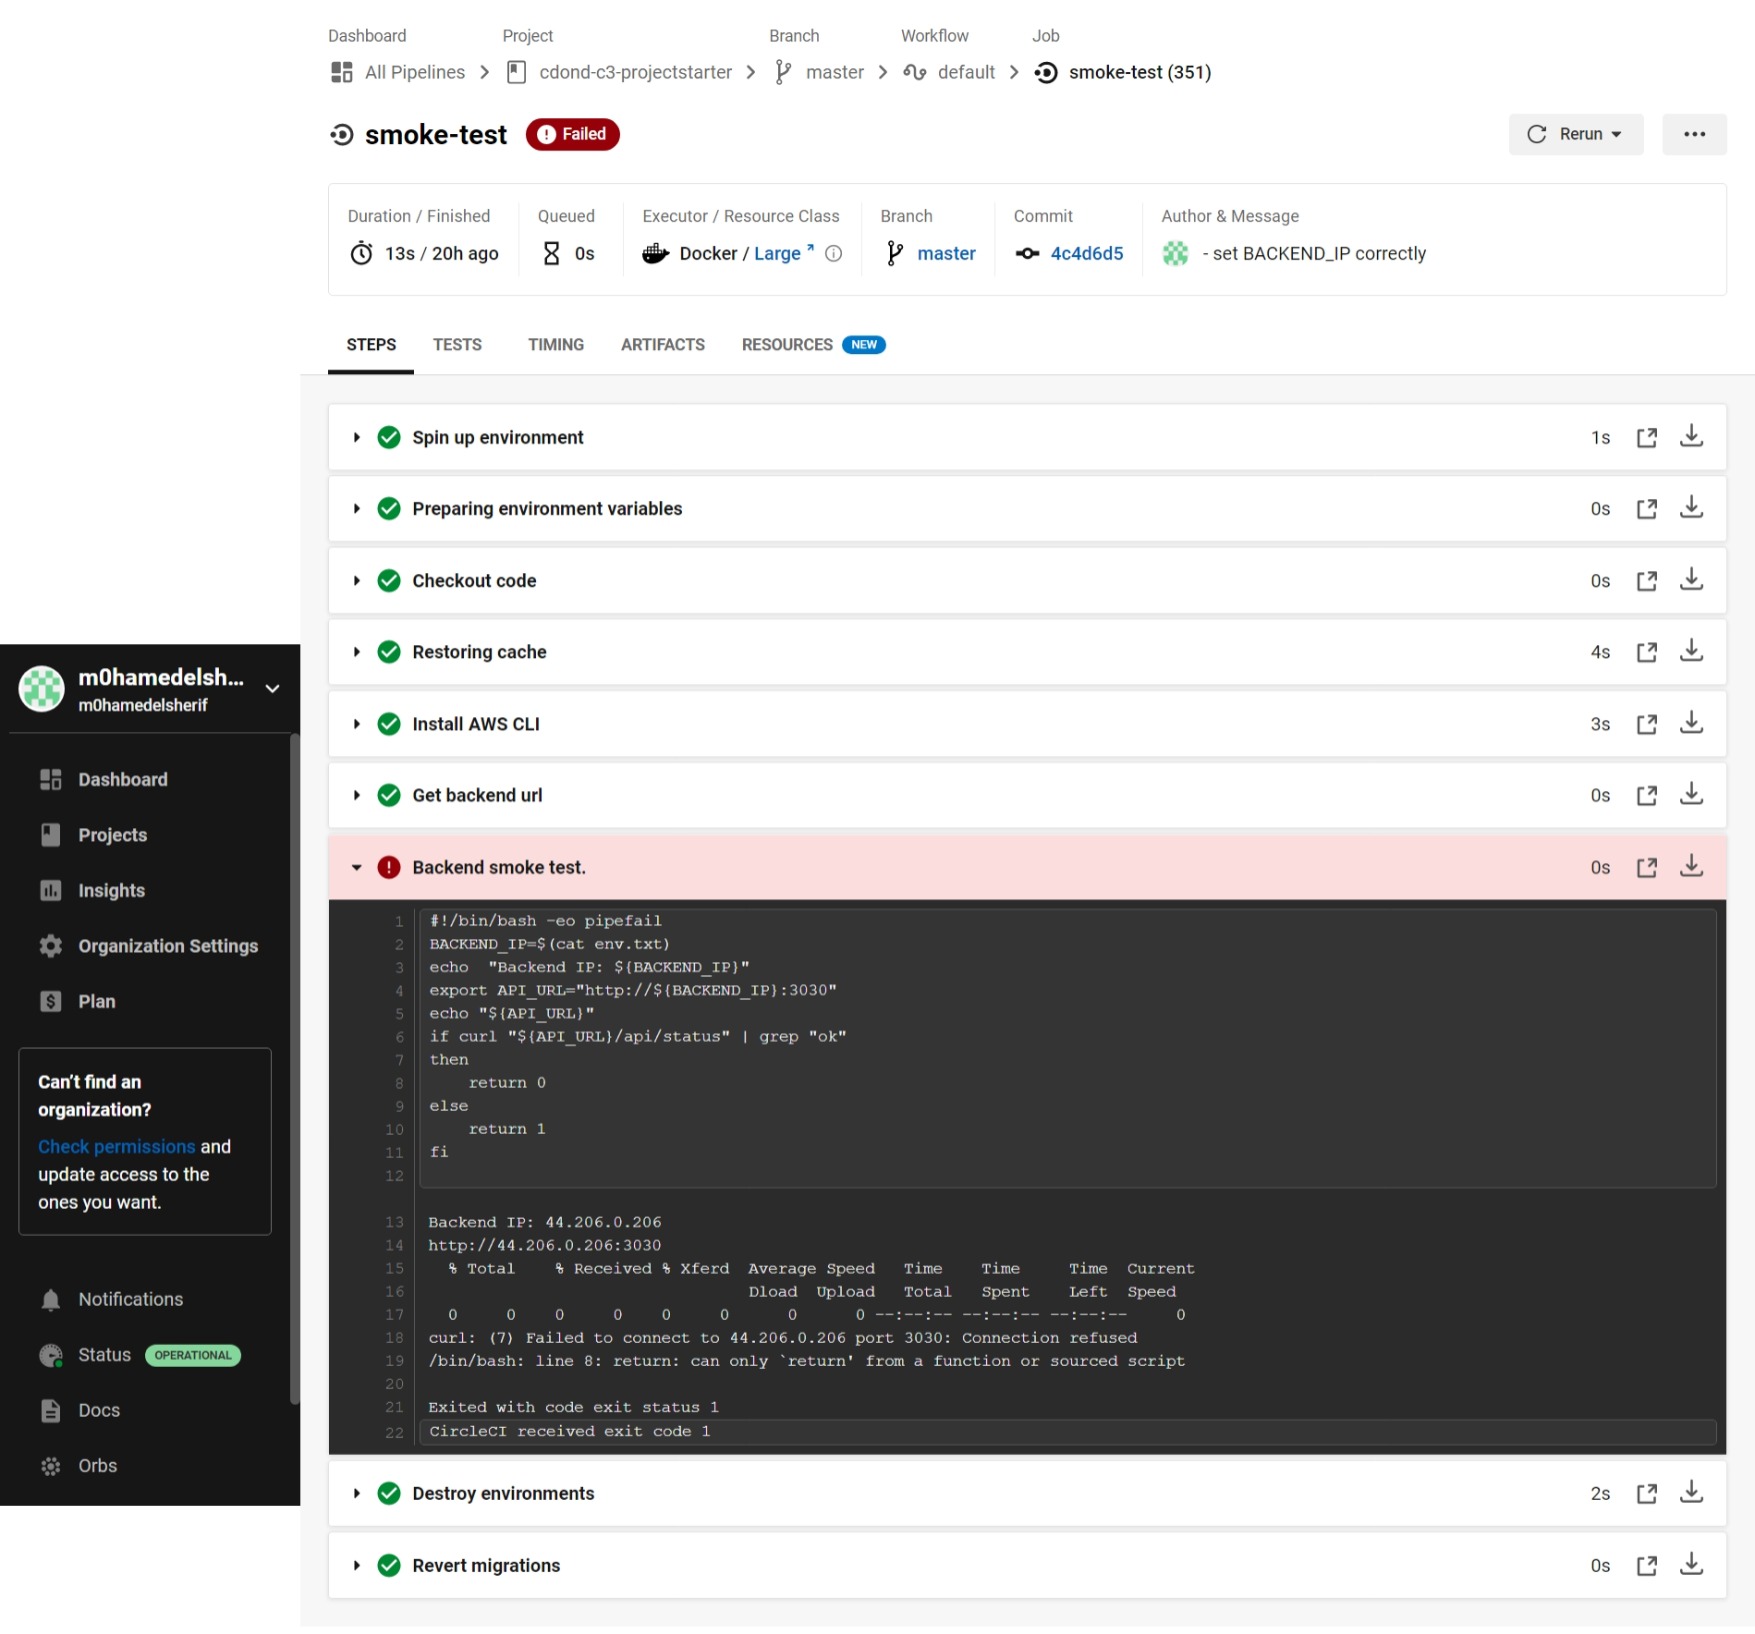 Dashboard Project Branch Workflow Job
All Pipelines cdond-c3-projectstarter master default smoke-test (351)
smoke-test Failed Rerun
Duration / Finished Queued Executor / Resource Class Branch Commit Author & Message
13s / 20h ago 0s Docker / Large master 4c4d6d5 - set BACKEND_IP correctly
STEPS TESTS TIMING ARTIFACTS RESOURCES NEW
Spin up environment 1s
Preparing environment variables 0s
Checkout code 0s
Restoring cache 4s
Install AWS CLI 3s
Get backend url 0s
Backend smoke test. 0s
1 #!/bin/bash -eo pipefail
2 BACKEND_IP=$(cat env.txt)
3 echo  "Backend IP: ${BACKEND_IP}"
4 export API_URL="http://${BACKEND_IP}:3030"
5 echo "${API_URL}"
6 if curl "${API_URL}/api/status" | grep "ok"
7 then
8     return 0
9 else
10     return 1
11 fi
12
13 Backend IP: 44.206.0.206
14 http://44.206.0.206:3030
15   % Total    % Received % Xferd  Average Speed   Time    Time     Time  Current
16                                  Dload  Upload   Total   Spent    Left  Speed
17   0     0    0     0    0     0      0      0 --:--:-- --:--:-- --:--:--     0
18 curl: (7) Failed to connect to 44.206.0.206 port 3030: Connection refused
19 /bin/bash: line 8: return: can only `return' from a function or sourced script
20
21 Exited with code exit status 1
22 CircleCI received exit code 1
Destroy environments 2s
Revert migrations 0s
m0hamedelsh...
m0hamedelsherif
Dashboard
Projects
Insights
Organization Settings
Plan
Can't find an
organization?
Check permissions and
update access to the
ones you want.
Notifications
Status OPERATIONAL
Docs
Orbs